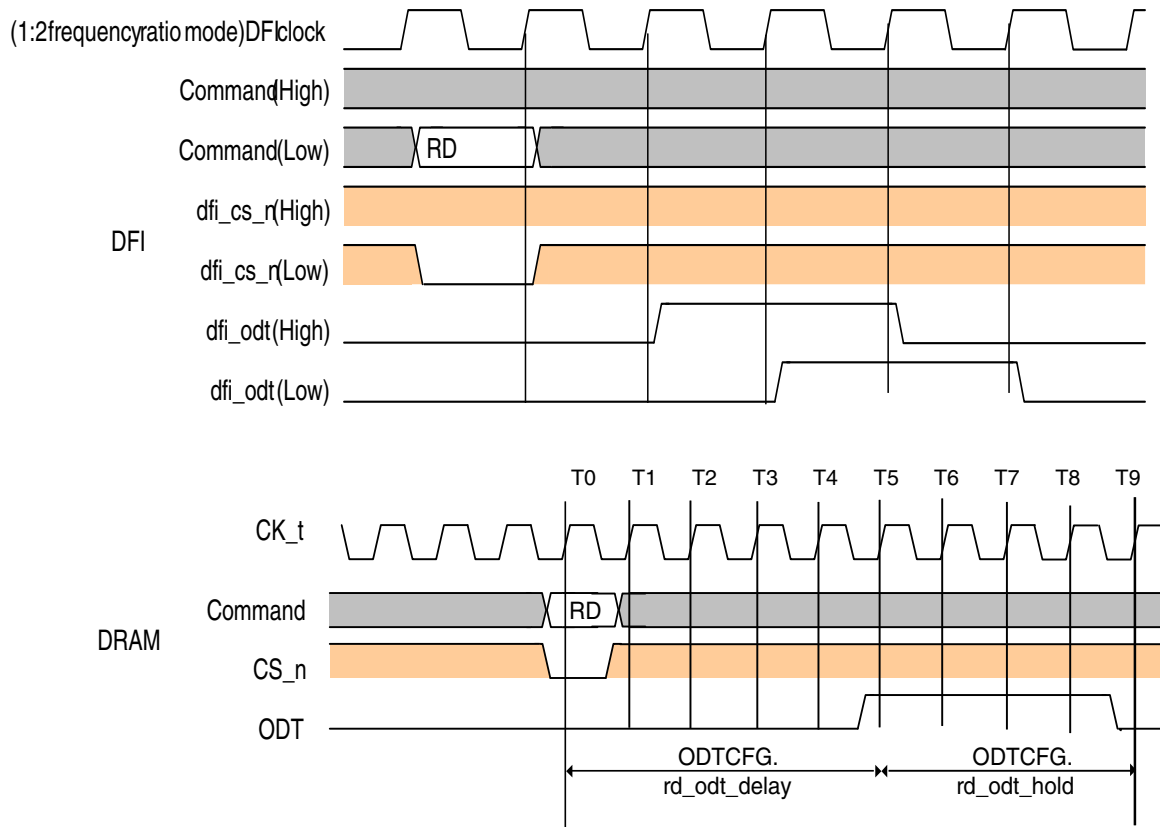 (1:2frequencyratio mode)DFIclock
Command(High)
Command(Low)
RD
dfi_cs_n(High)
DFI
dfi_cs_n(Low)
dfi_odt(High)
dfi_odt(Low)
T0 T1 T2 T3 T4 T5 T6 T7 T8 T9
CK_t
Command
RD
DRAM
CS_n
ODT
ODTCFG. ODTCFG.
rd_odt_delay rd_odt_hold